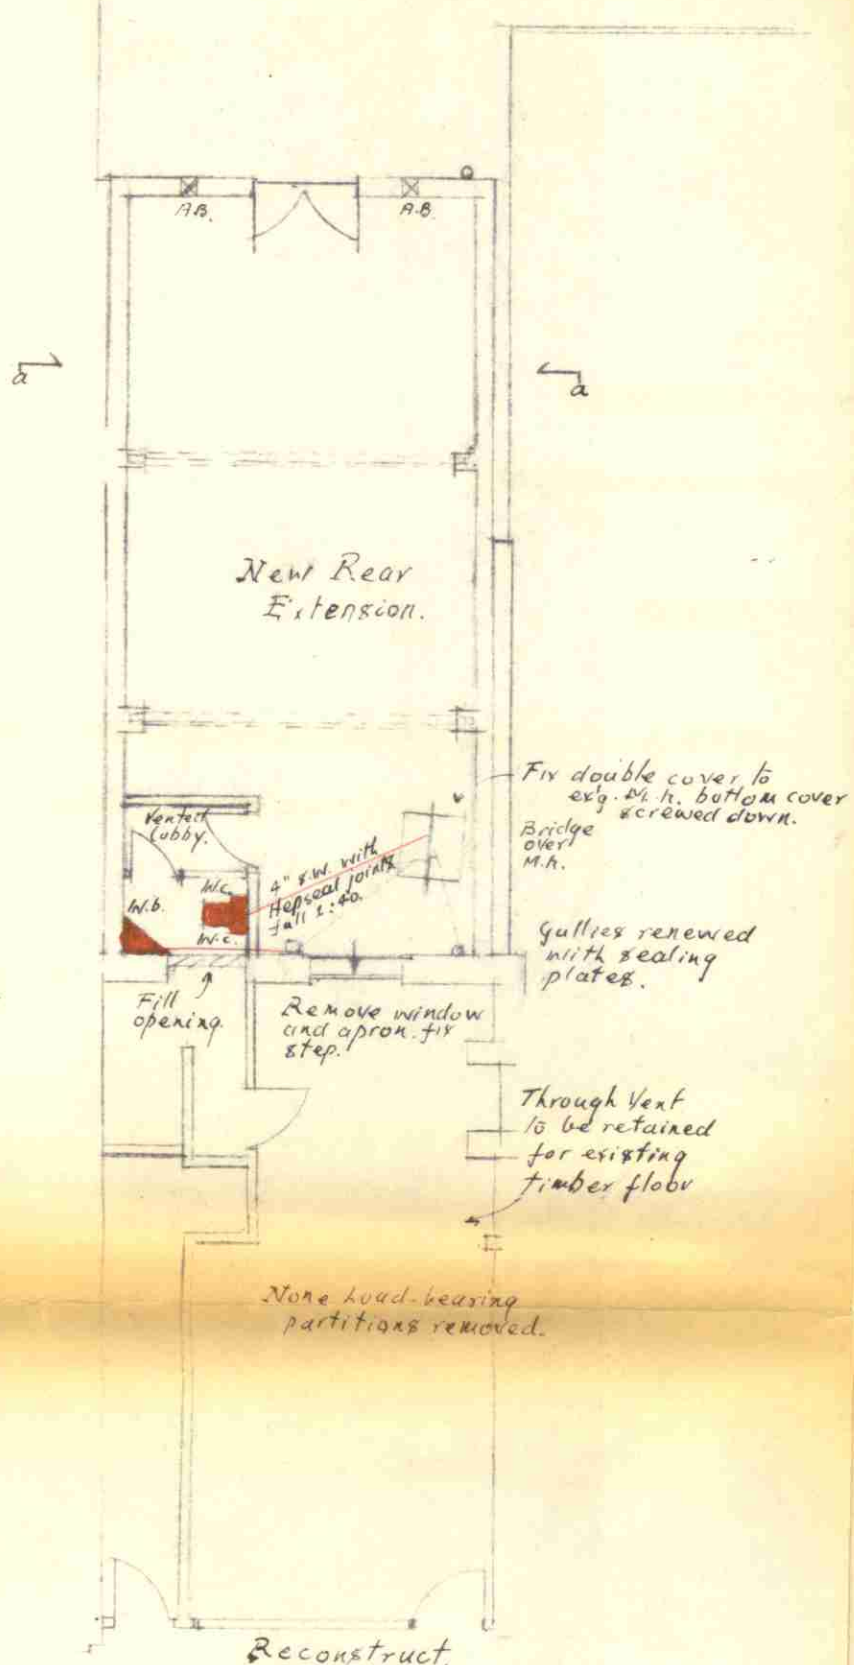 A.B.
A.B.
a
a
New Rear
Extension.
Fix double cover to
ex'g. M.h. bottom cover
screwed down.
Bridge
over
M.h.
Vented
Lobby.
4" s.w. with
Hepseal joints
fall 1:40.
W.c.
W.b.
W.c.
Gullies renewed
with sealing
plates.
Fill
opening.
Remove window
and apron. fix
step.
Through Vent
to be retained
for existing
timber floor
None Load-bearing
partitions removed.
Reconstruct.